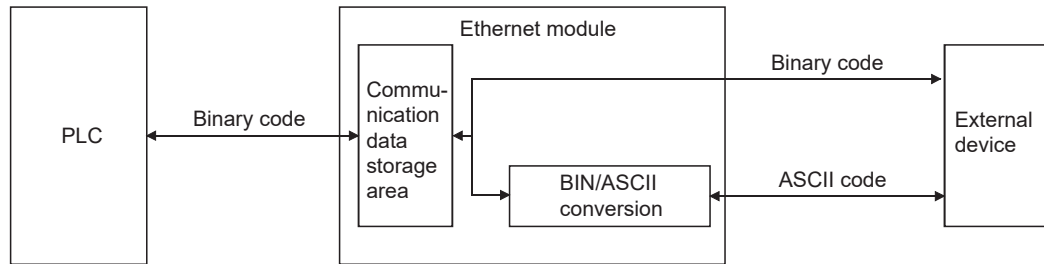 Ethernet module
PLC
Binary code
Commu-
nication
data
storage
area
Binary code
BIN/ASCII
conversion
ASCII code
External
device